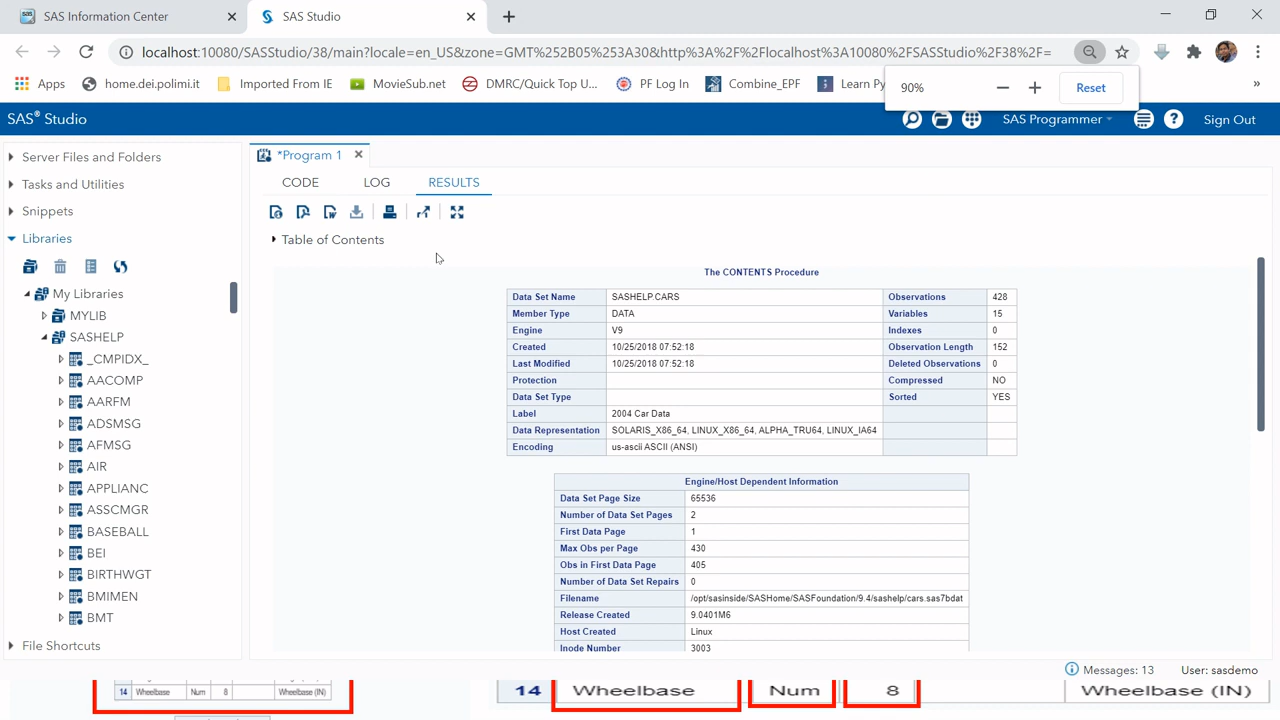 SAS Information Center
SAS Studio
localhost:10080/SASStudio/38/main?locale=en_US&zone=GMT%252B05%253A30&http%3A%2F%2Flocalhost%3A10080%2FSASStudio%2F38%2F=
Apps
home.dei.polimi.it
Imported From IE
MovieSub.net
DMRC/Quick Top U...
PF Log In
Combine_EPF
Learn Py
»
90%
Reset
SAS® Studio
SAS Programmer
Sign Out
Server Files and Folders
Tasks and Utilities
Snippets
Libraries
My Libraries
MYLIB
SASHELP
_CMPIDX_
AACOMP
AARFM
ADSMSG
AFMSG
AIR
APPLIANC
ASSCMGR
BASEBALL
BEI
BIRTHWGT
BMIMEN
BMT
File Shortcuts
*Program 1
CODE LOG RESULTS
Table of Contents
The CONTENTS Procedure
Data Set Name SASHELP.CARS Observations 428
Member Type DATA Variables 15
Engine V9 Indexes 0
Created 10/25/2018 07:52:18 Observation Length 152
Last Modified 10/25/2018 07:52:18 Deleted Observations 0
Protection Compressed NO
Data Set Type Sorted YES
Label 2004 Car Data
Data Representation SOLARIS_X86_64, LINUX_X86_64, ALPHA_TRU64, LINUX_IA64
Encoding us-ascii ASCII (ANSI)
Engine/Host Dependent Information
Data Set Page Size 65536
Number of Data Set Pages 2
First Data Page 1
Max Obs per Page 430
Obs in First Data Page 405
Number of Data Set Repairs 0
Filename /opt/sasinside/SASHome/SASFoundation/9.4/sashelp/cars.sas7bdat
Release Created 9.0401M6
Host Created Linux
Inode Number 3003
Messages: 13
User: sasdemo
14 Wheelbase Num 8 Wheelbase (IN)
14 Wheelbase Num 8 Wheelbase (IN)